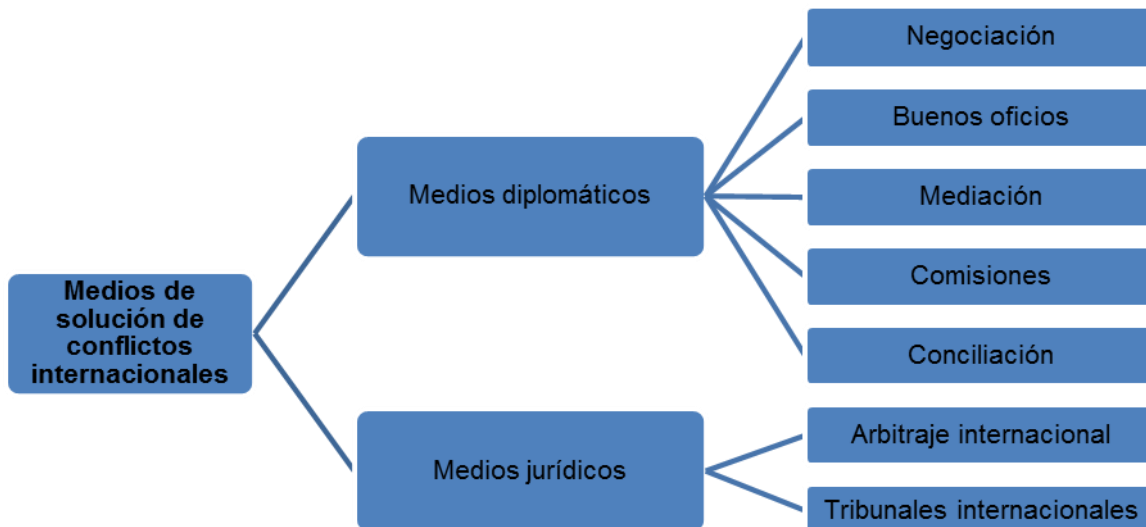 Medios de
solución de
conflictos
internacionales
Medios diplomáticos
Negociación
Buenos oficios
Mediación
Comisiones
Conciliación
Medios jurídicos
Arbitraje internacional
Tribunales internacionales